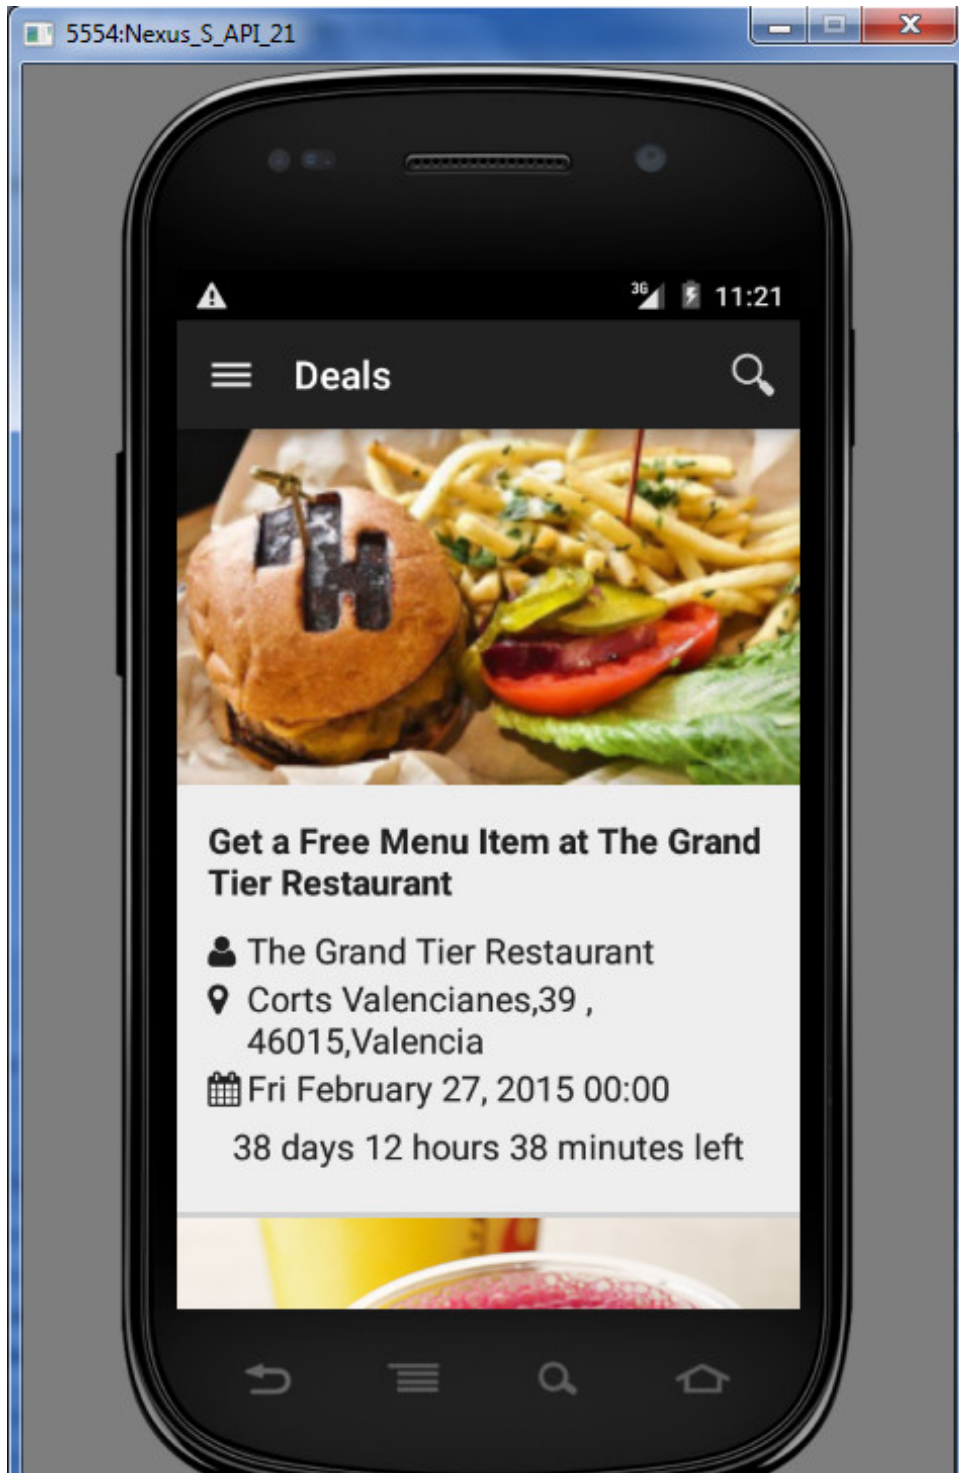 5554:Nexus_S_API_21
3G 11:21
Deals
Get a Free Menu Item at The Grand
Tier Restaurant
The Grand Tier Restaurant
Corts Valencianes,39 ,
46015,Valencia
Fri February 27, 2015 00:00
38 days 12 hours 38 minutes left